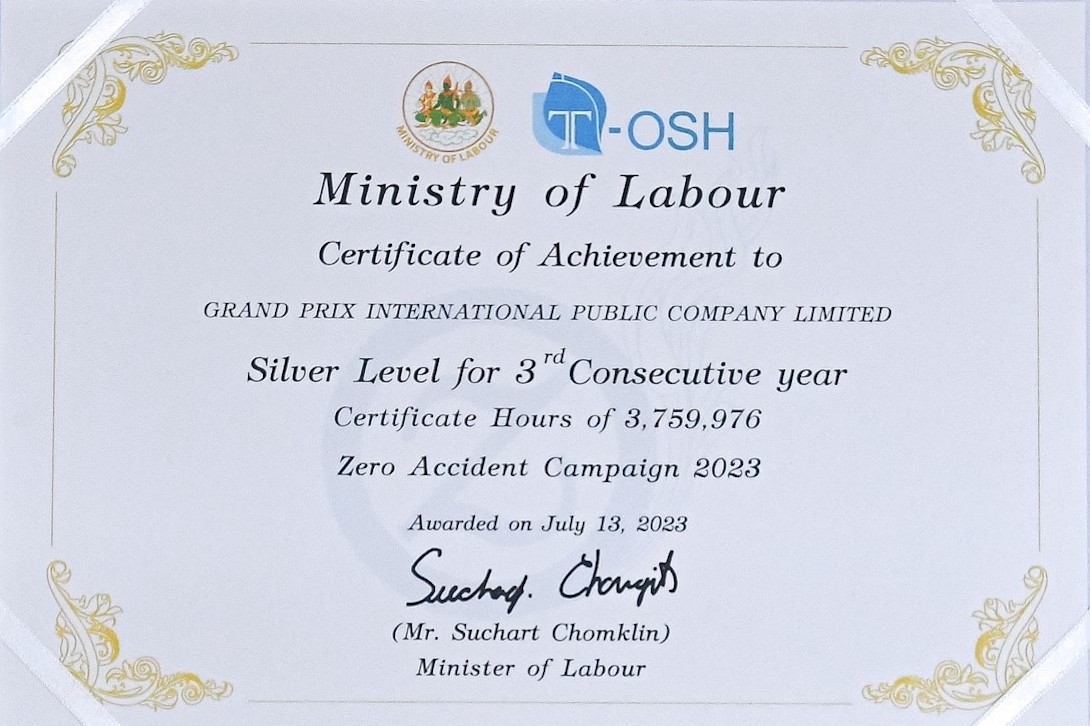 MINISTRY OF LABOUR
T-OSH
Ministry of Labour
Certificate of Achievement to
GRAND PRIX INTERNATIONAL PUBLIC COMPANY LIMITED
Silver Level for 3rd Consecutive year
Certificate Hours of 3,759,976
Zero Accident Campaign 2023
Awarded on July 13, 2023
(Mr. Suchart Chomklin)
Minister of Labour